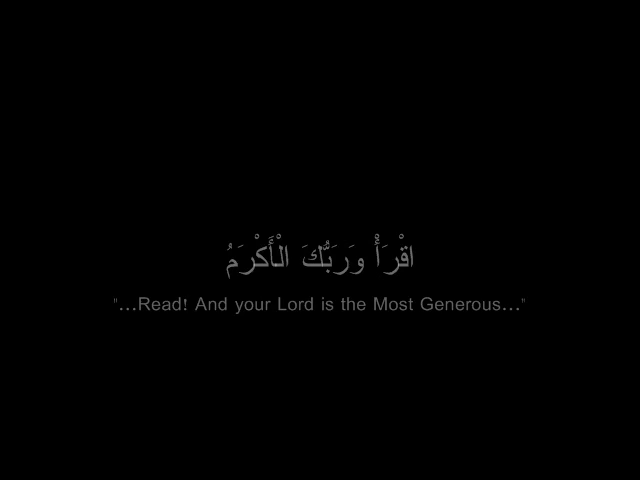 اقْرَأْ وَرَبُّكَ الْأَكْرَمُ
"...Read! And your Lord is the Most Generous..."